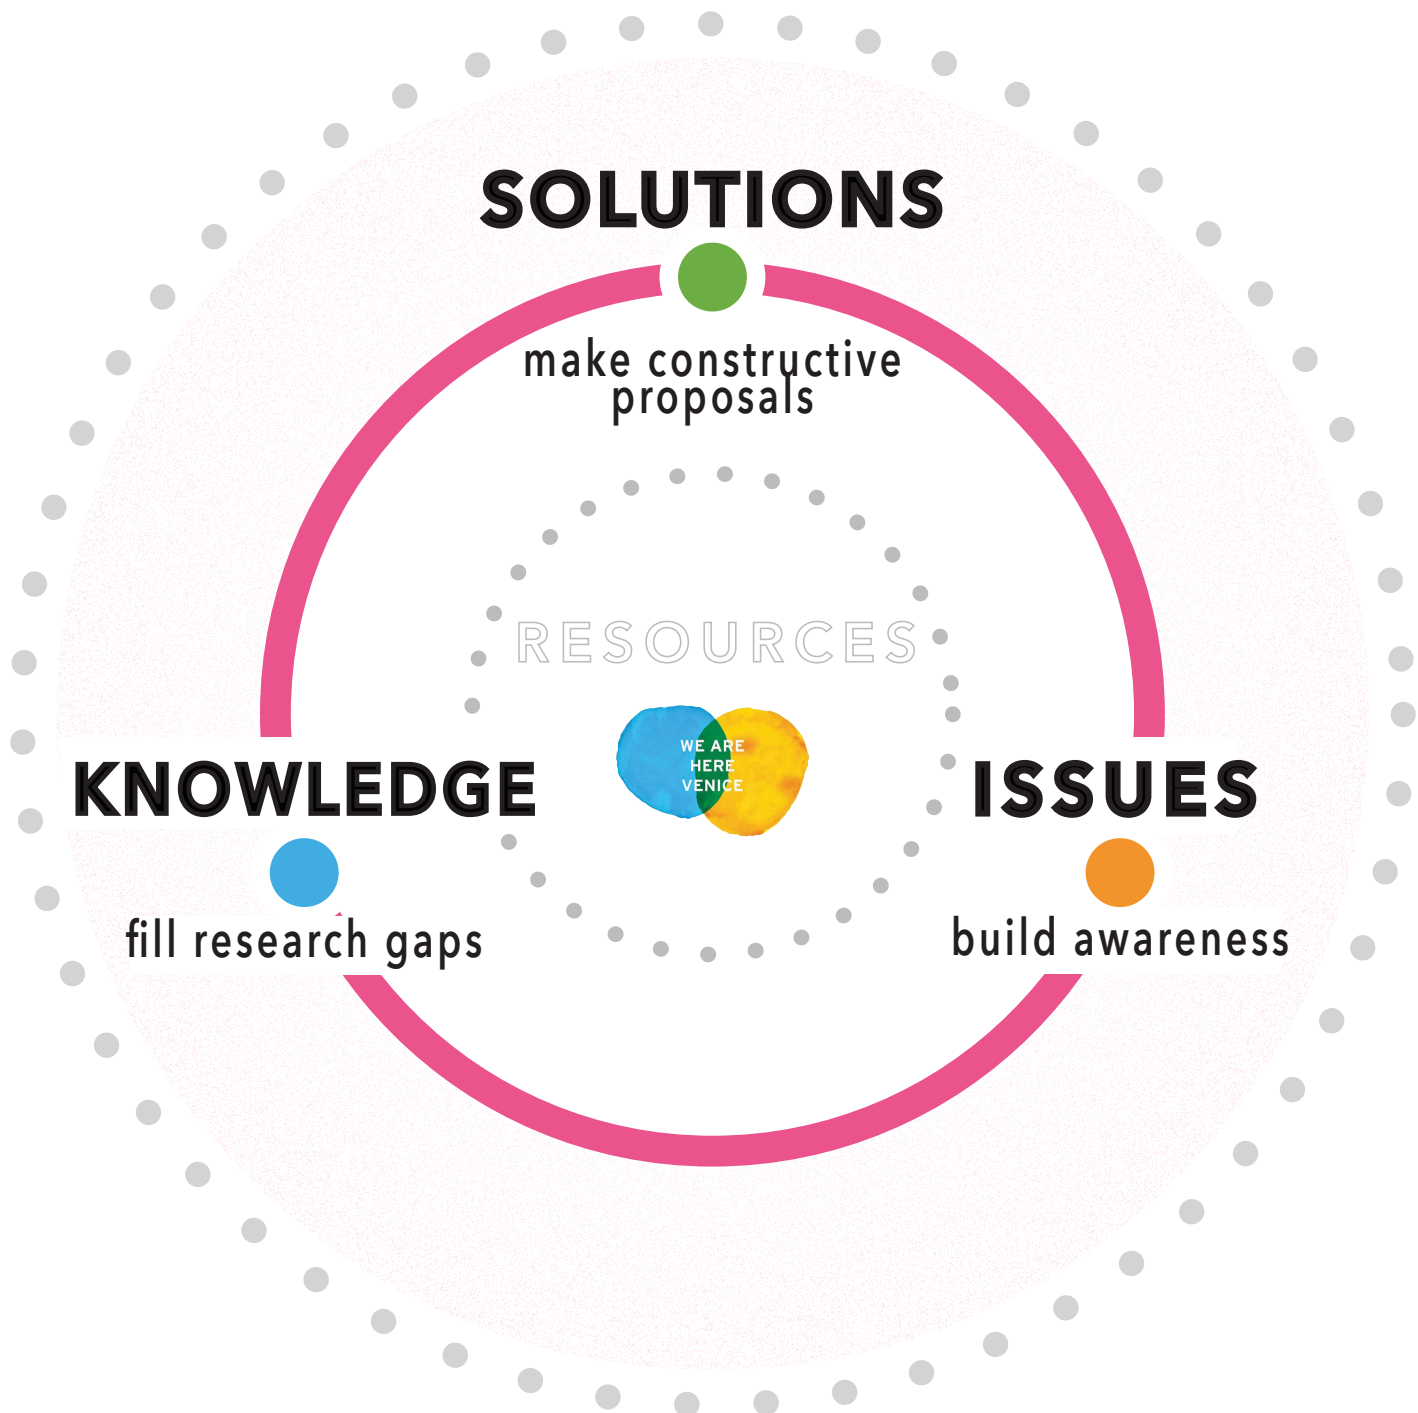 SOLUTIONS
make constructive
proposals
RESOURCES
WE ARE
HERE
VENICE
KNOWLEDGE
fill research gaps
ISSUES
build awareness